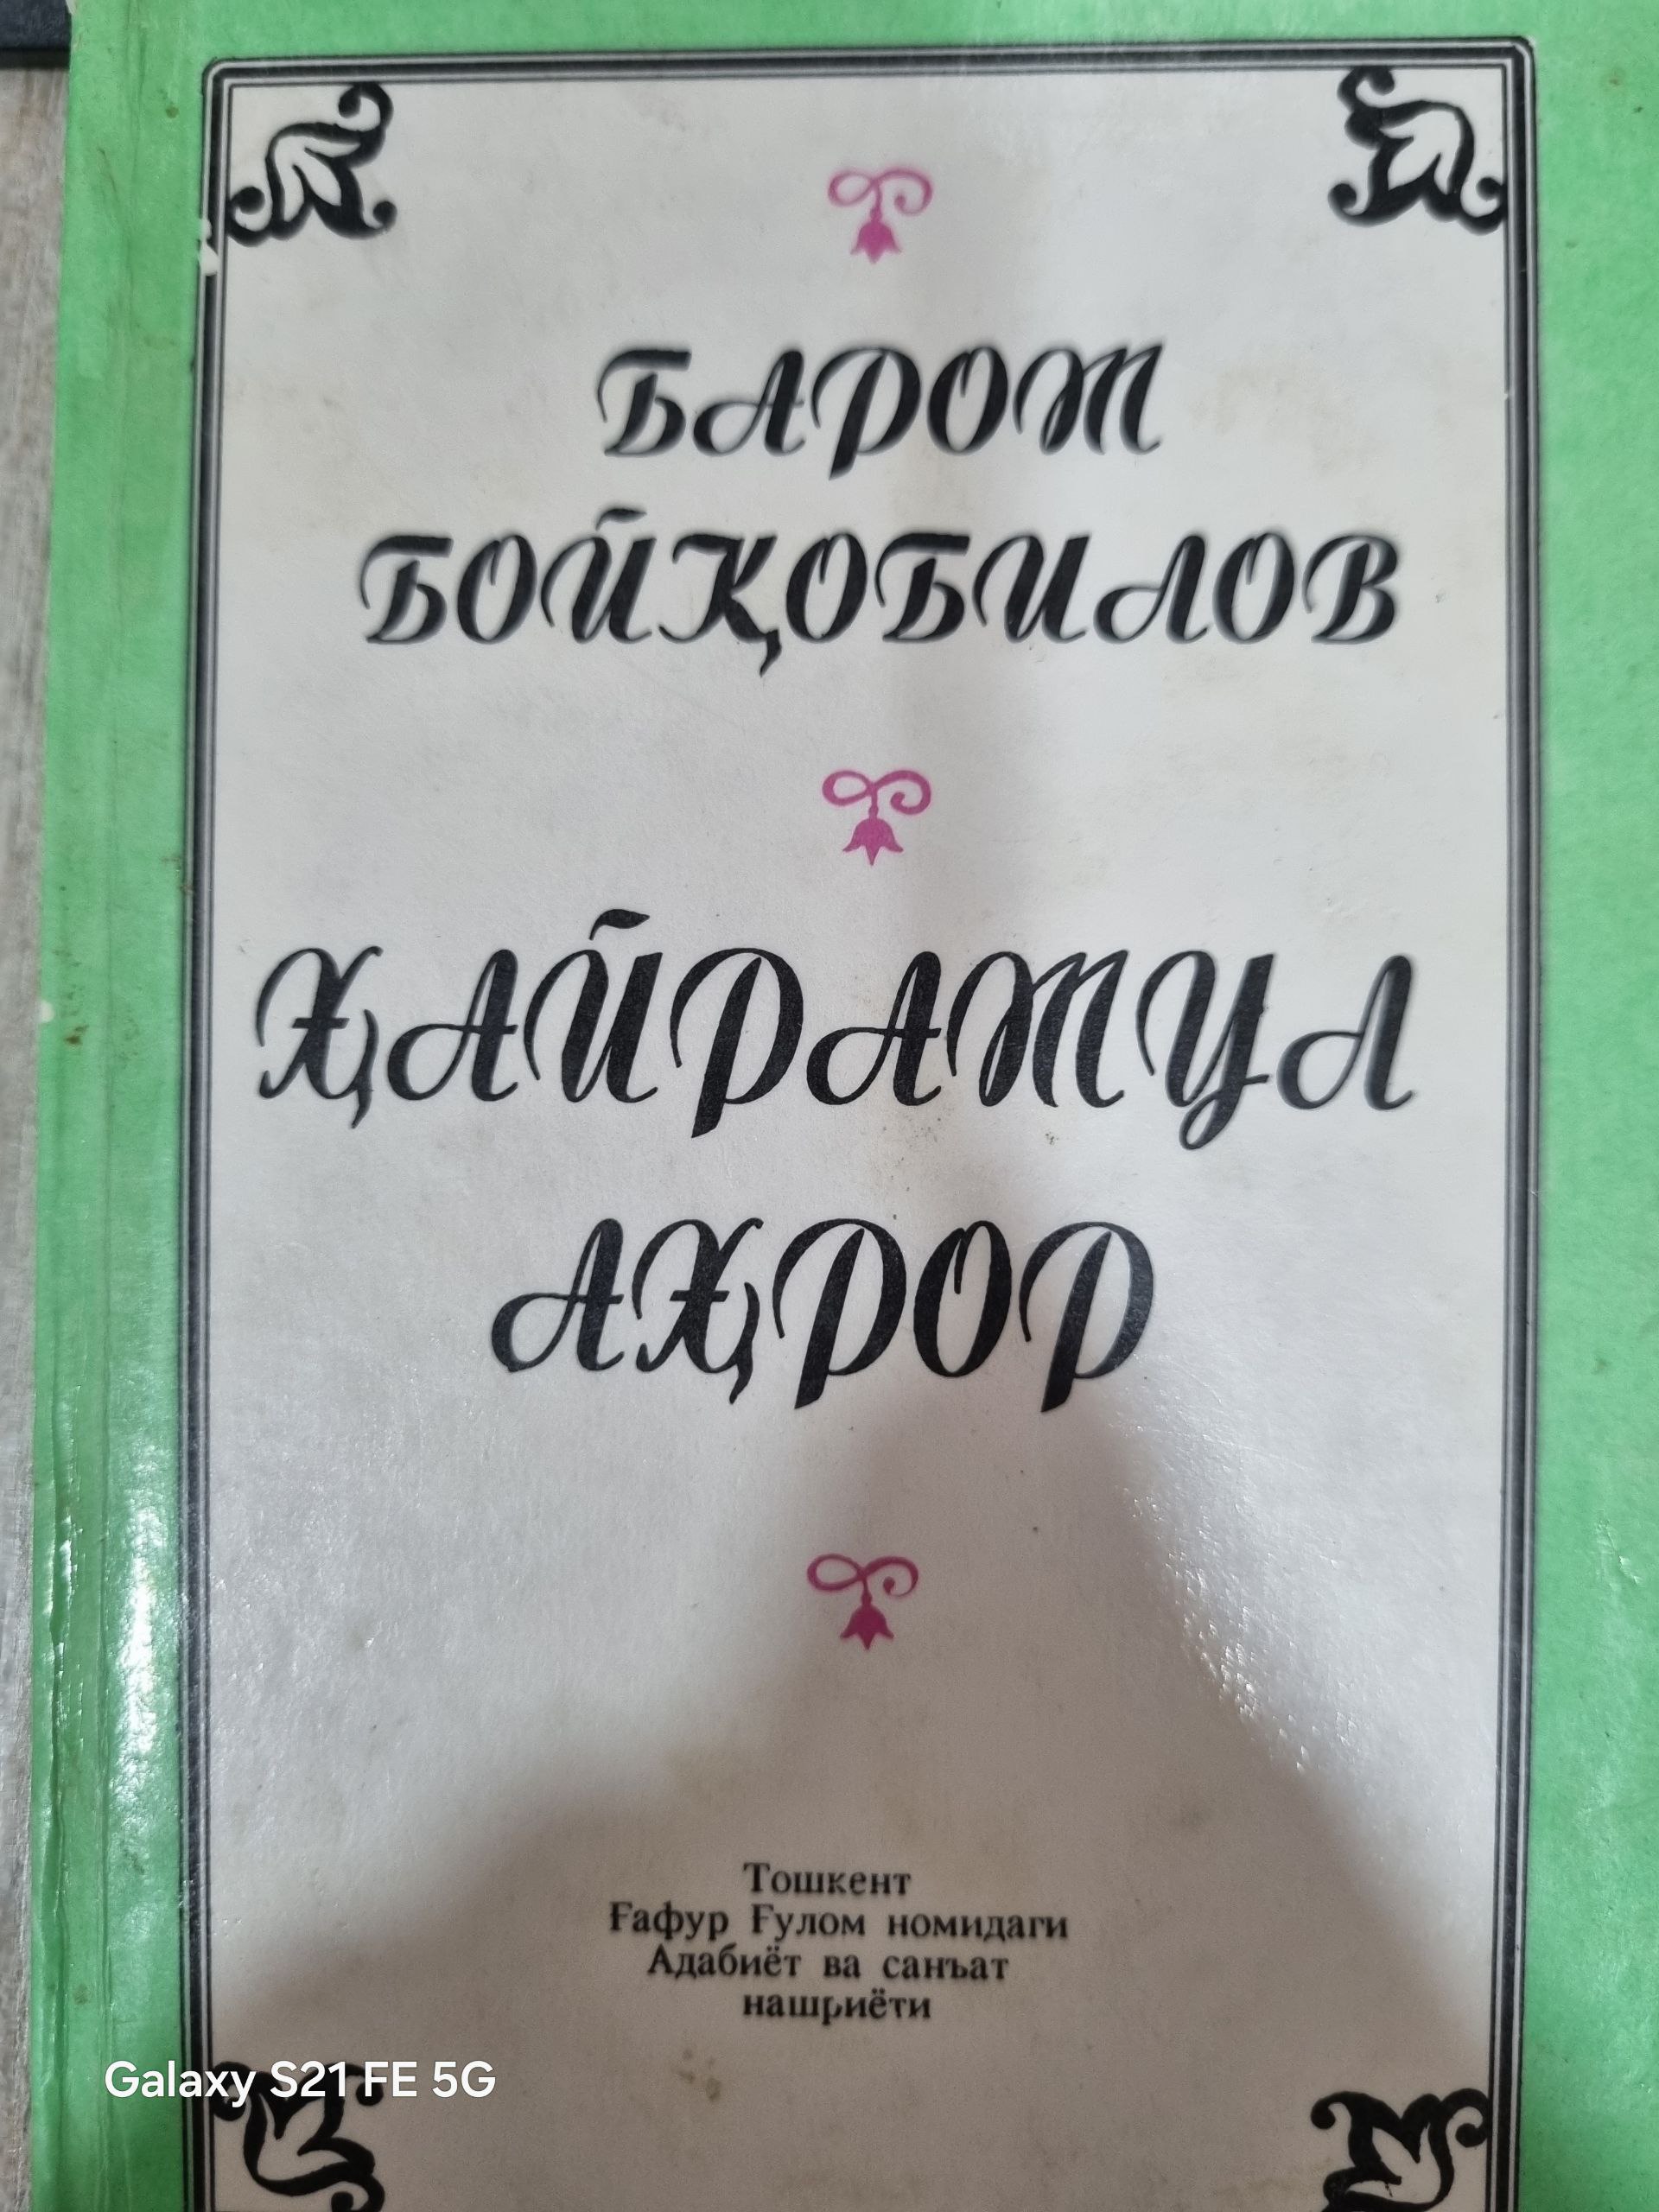 БАРОТ
БОЙҚОБИЛОВ
ҲАЙРАТУЛ
АҲРОР
Тошкент
Ғафур Ғулом номидаги
Адабиёт ва санъат
нашриёти
Galaxy S21 FE 5G